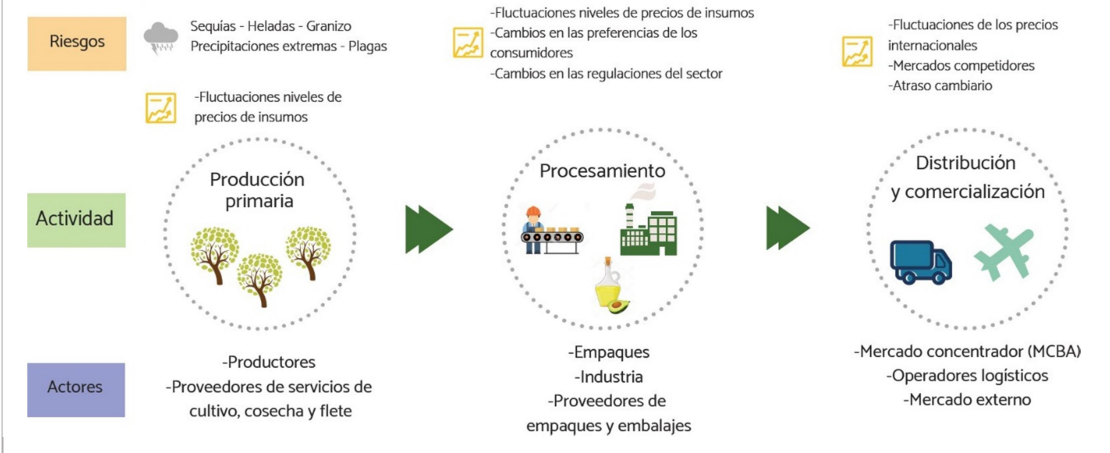 Riesgos
Sequías - Heladas - Granizo
Precipitaciones extremas - Plagas
-Fluctuaciones niveles de
precios de insumos
-Fluctuaciones niveles de precios de insumos
-Cambios en las preferencias de los
consumidores
-Cambios en las regulaciones del sector
-Fluctuaciones de los precios
internacionales
-Mercados competidores
-Atraso cambiario
Actividad
Producción
primaria
Procesamiento
Distribución
y comercialización
Actores
-Productores
-Proveedores de servicios de
cultivo, cosecha y flete
-Empaques
-Industria
-Proveedores de
empaques y embalajes
-Mercado concentrador (MCBA)
-Operadores logísticos
-Mercado externo